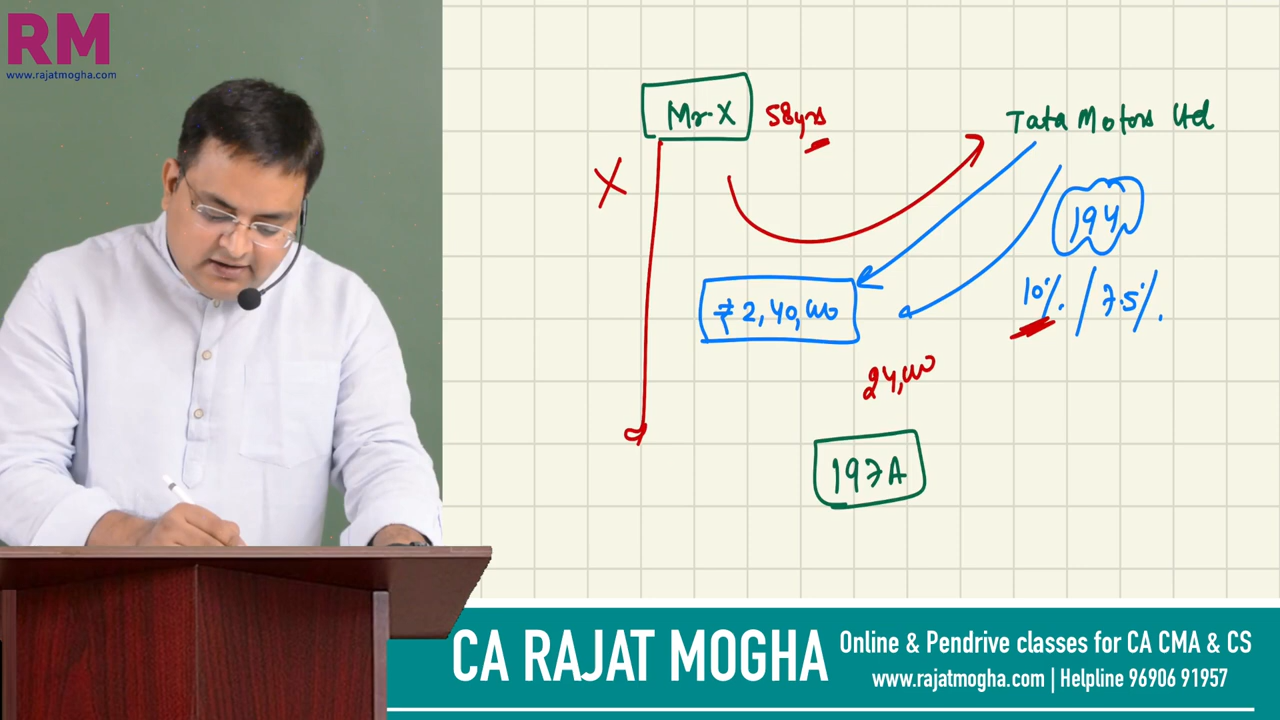 RM
www.rajatmogha.com
Mr. X 58yrs
Tata Motors Ltd
X
194
10% / 7.5%.
₹2,40,000
24,000
197A
CA RAJAT MOGHA
Online & Pendrive classes for CA CMA & CS
www.rajatmogha.com | Helpline 96906 91957